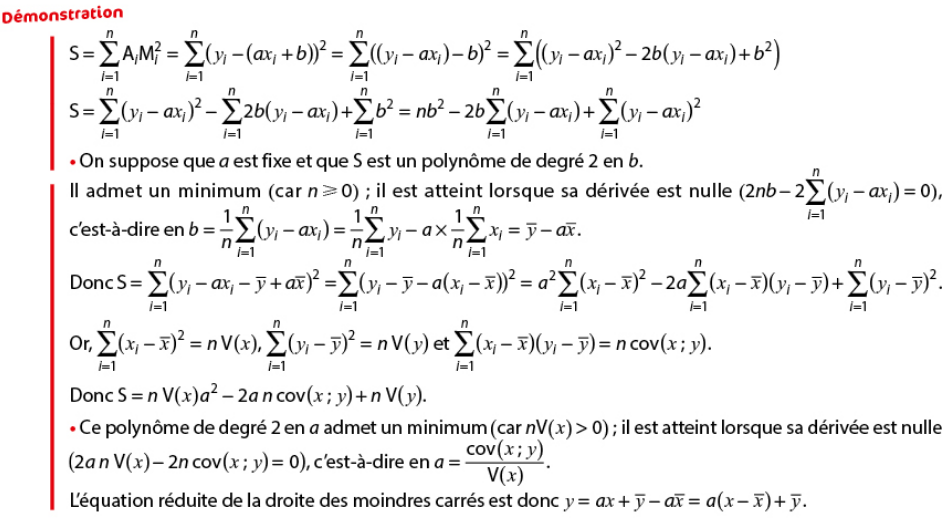 Démonstration
S = ∑_{i=1}^{n} A_iM_i² = ∑_{i=1}^{n} (y_i − (ax_i + b))² = ∑_{i=1}^{n} ((y_i − ax_i) − b)² = ∑_{i=1}^{n} ((y_i − ax_i)² − 2b(y_i − ax_i) + b²)
S = ∑_{i=1}^{n} (y_i − ax_i)² − ∑_{i=1}^{n} 2b(y_i − ax_i) + ∑_{i=1}^{n} b² = nb² − 2b ∑_{i=1}^{n} (y_i − ax_i) + ∑_{i=1}^{n} (y_i − ax_i)²
• On suppose que a est fixe et que S est un polynôme de degré 2 en b.
Il admet un minimum (car n ⩾ 0) ; il est atteint lorsque sa dérivée est nulle (2nb − 2 ∑_{i=1}^{n} (y_i − ax_i) = 0),
c'est-à-dire en b = 1/n ∑_{i=1}^{n} (y_i − ax_i) = 1/n ∑_{i=1}^{n} y_i − a × 1/n ∑_{i=1}^{n} x_i = y̅ − ax̅.
Donc S = ∑_{i=1}^{n} (y_i − ax_i − y̅ + ax̅)² = ∑_{i=1}^{n} (y_i − y̅ − a(x_i − x̅))² = a² ∑_{i=1}^{n} (x_i − x̅)² − 2a ∑_{i=1}^{n} (x_i − x̅)(y_i − y̅) + ∑_{i=1}^{n} (y_i − y̅)².
Or, ∑_{i=1}^{n} (x_i − x̅)² = n V(x), ∑_{i=1}^{n} (y_i − y̅)² = n V(y) et ∑_{i=1}^{n} (x_i − x̅)(y_i − y̅) = n cov(x ; y).
Donc S = n V(x)a² − 2a n cov(x ; y) + n V(y).
• Ce polynôme de degré 2 en a admet un minimum (car nV(x) > 0) ; il est atteint lorsque sa dérivée est nulle
(2a n V(x) − 2n cov(x ; y) = 0), c'est-à-dire en a = cov(x ; y)/V(x).
L'équation réduite de la droite des moindres carrés est donc y = ax + y̅ − ax̅ = a(x − x̅) + y̅.